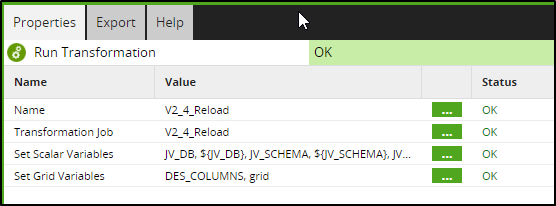 Properties Export Help
Run Transformation OK
Name Value Status
Name V2_4_Reload ... OK
Transformation Job V2_4_Reload ... OK
Set Scalar Variables JV_DB, ${JV_DB}, JV_SCHEMA, ${JV_SCHEMA}, JV... ... OK
Set Grid Variables DES_COLUMNS, grid ... OK